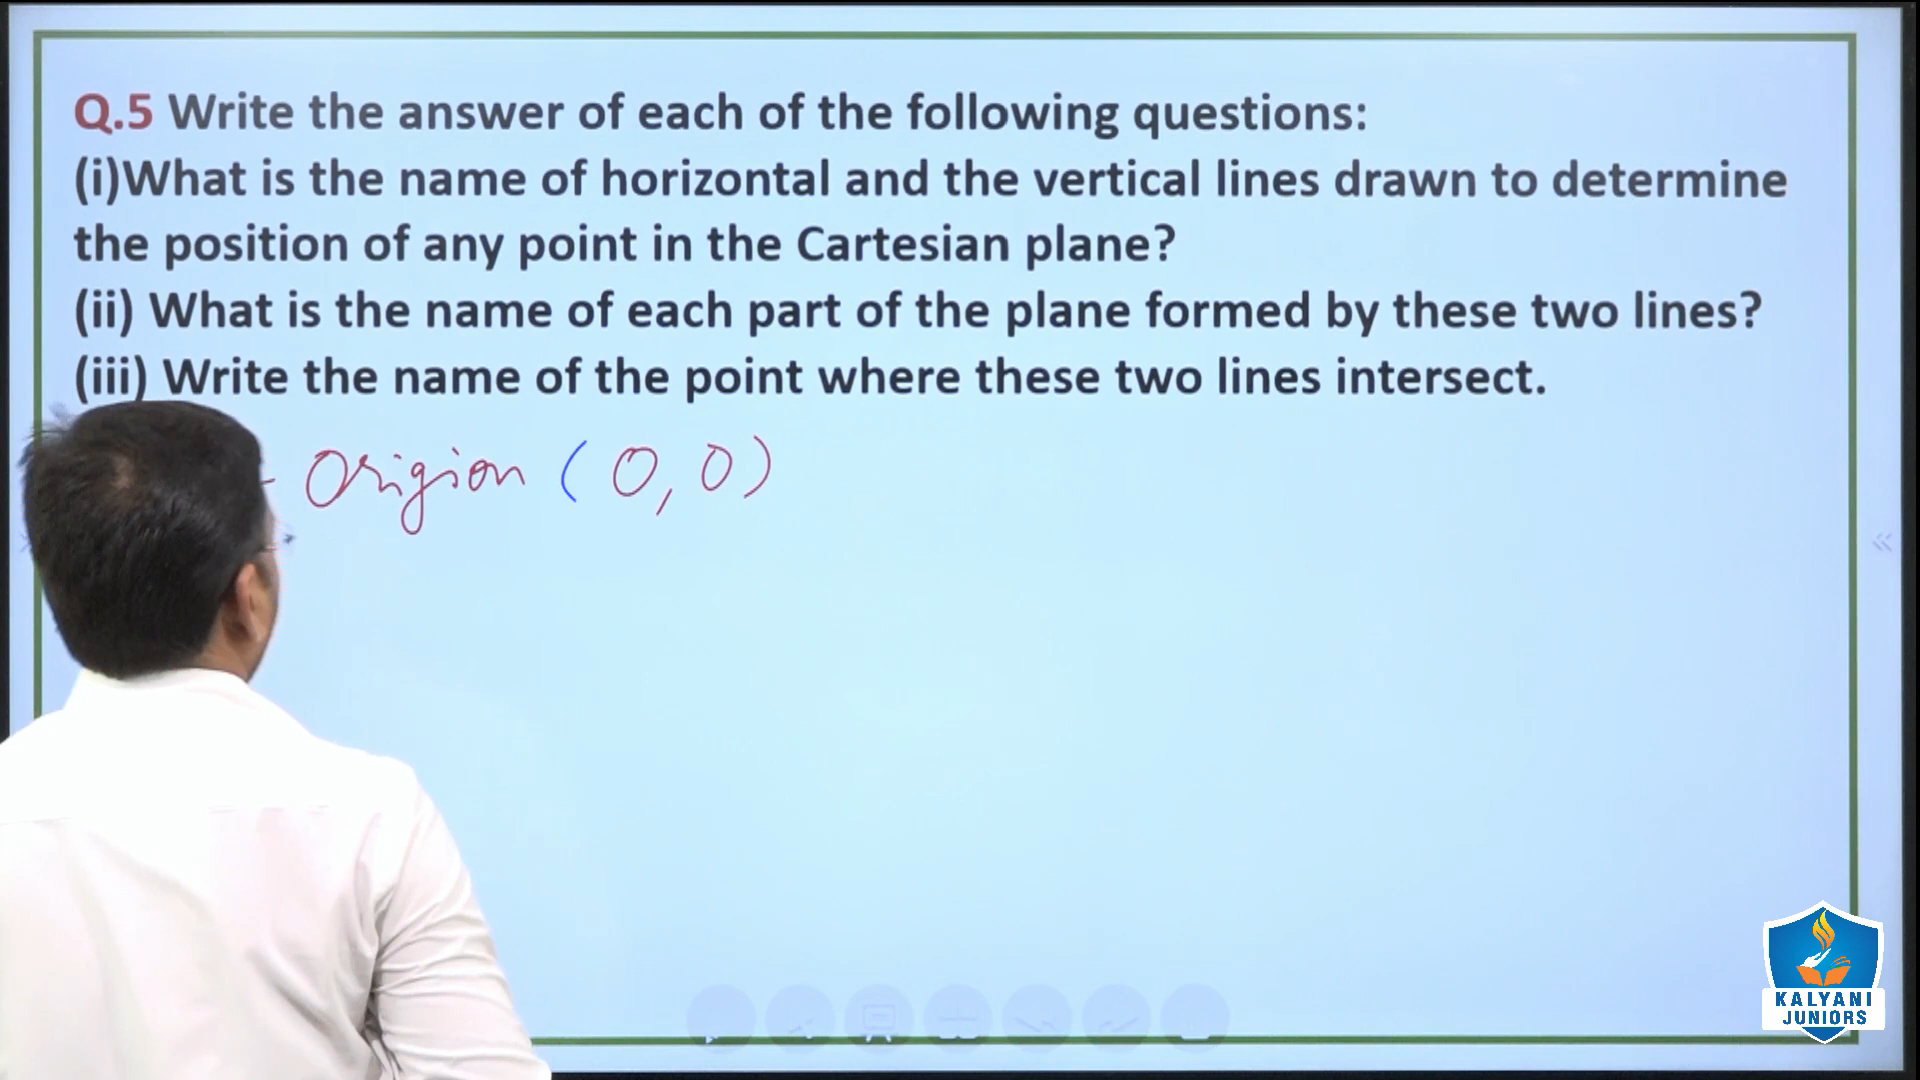 Q.5 Write the answer of each of the following questions:
(i)What is the name of horizontal and the vertical lines drawn to determine
the position of any point in the Cartesian plane?
(ii) What is the name of each part of the plane formed by these two lines?
(iii) Write the name of the point where these two lines intersect.
- Origion (0,0)
KALYANI
JUNIORS